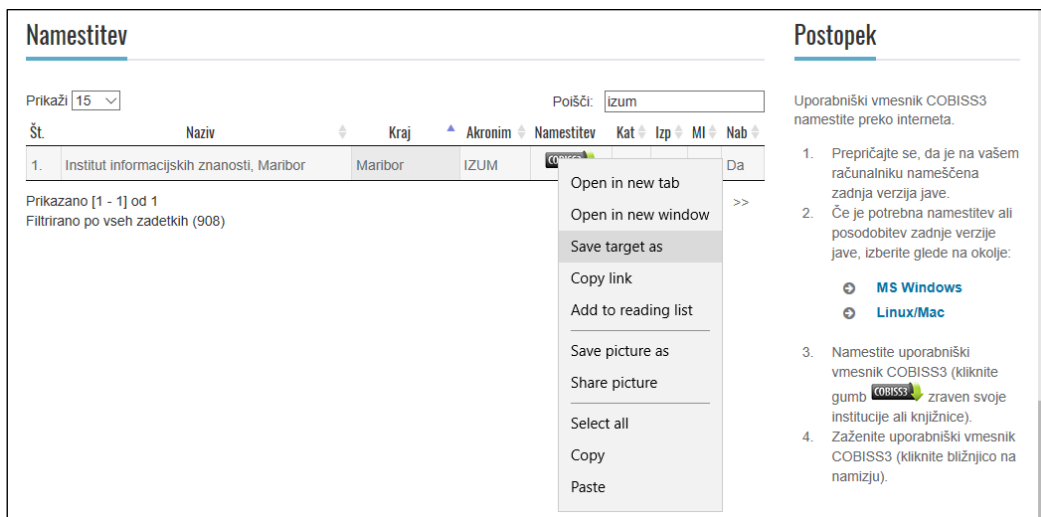 Namestitev
Prikaži 15
Poišči: izum
Št. Naziv Kraj Akronim Namestitev Kat Izp MI Nab
1. Institut informacijskih znanosti, Maribor Maribor IZUM COBISS3 Da
Prikazano [1 - 1] od 1
>>
Filtrirano po vseh zadetkih (908)
Open in new tab
Open in new window
Save target as
Copy link
Add to reading list
Save picture as
Share picture
Select all
Copy
Paste
Postopek
Uporabniški vmesnik COBISS3
namestite preko interneta.
1. Prepričajte se, da je na vašem
računalniku nameščena
zadnja verzija jave.
2. Če je potrebna namestitev ali
posodobitev zadnje verzije
jave, izberite glede na okolje:
MS Windows
Linux/Mac
3. Namestite uporabniški
vmesnik COBISS3 (kliknite
gumb COBISS3 zraven svoje
institucije ali knjižnice).
4. Zaženite uporabniški vmesnik
COBISS3 (kliknite bližnjico na
namizju).